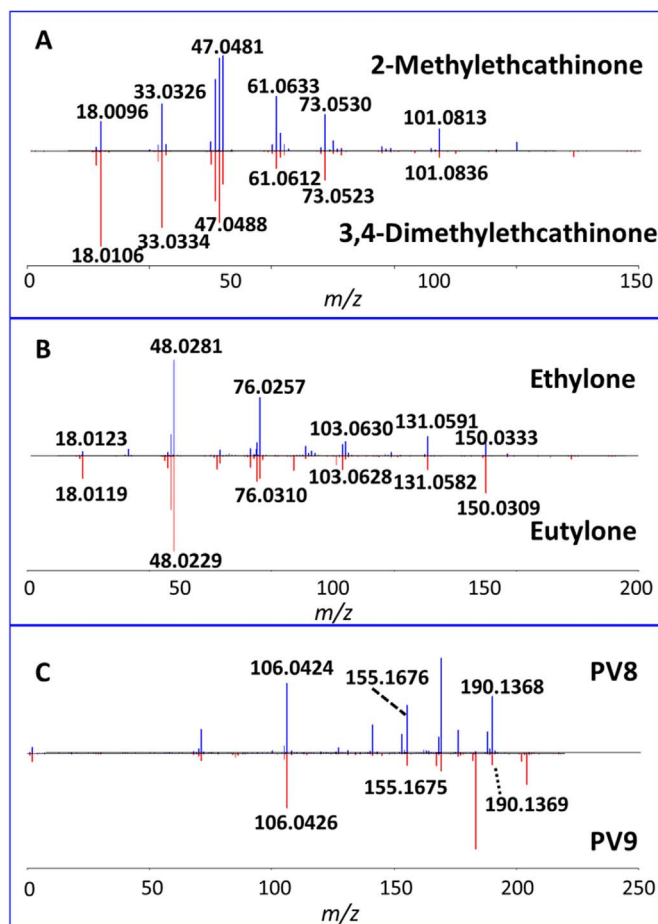 A
47.0481
2-Methylethcathinone
33.0326
61.0633
18.0096
73.0530
101.0813
61.0612
101.0836
73.0523
47.0488
33.0334
18.0106
3,4-Dimethylethcathinone
0 50 100 150
m/z
B
48.0281
Ethylone
76.0257
131.0591
18.0123
103.0630
150.0333
18.0119
76.0310
103.0628
131.0582
150.0309
Eutylone
48.0229
0 50 100 150 200
m/z
C
106.0424
155.1676
190.1368
PV8
155.1675
190.1369
106.0426
PV9
0 50 100 150 200 250
m/z